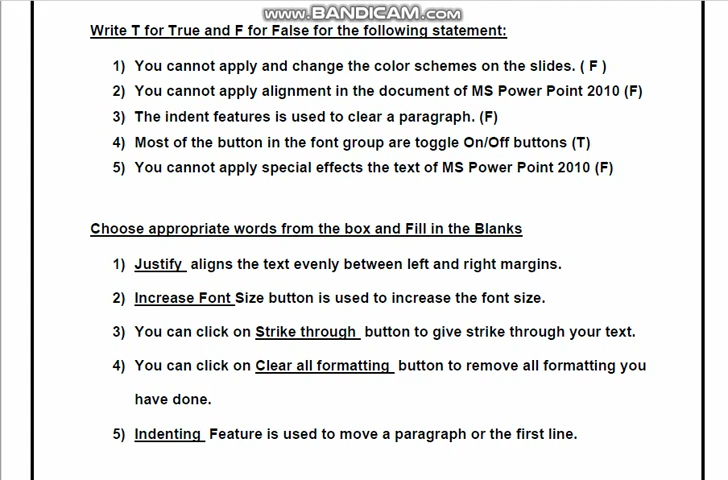 www.BANDICAM.com
Write T for True and F for False for the following statement:
1) You cannot apply and change the color schemes on the slides. ( F )
2) You cannot apply alignment in the document of MS Power Point 2010 (F)
3) The indent features is used to clear a paragraph. (F)
4) Most of the button in the font group are toggle On/Off buttons (T)
5) You cannot apply special effects the text of MS Power Point 2010 (F)
Choose appropriate words from the box and Fill in the Blanks
1) Justify aligns the text evenly between left and right margins.
2) Increase Font Size button is used to increase the font size.
3) You can click on Strike through button to give strike through your text.
4) You can click on Clear all formatting button to remove all formatting you
have done.
5) Indenting Feature is used to move a paragraph or the first line.